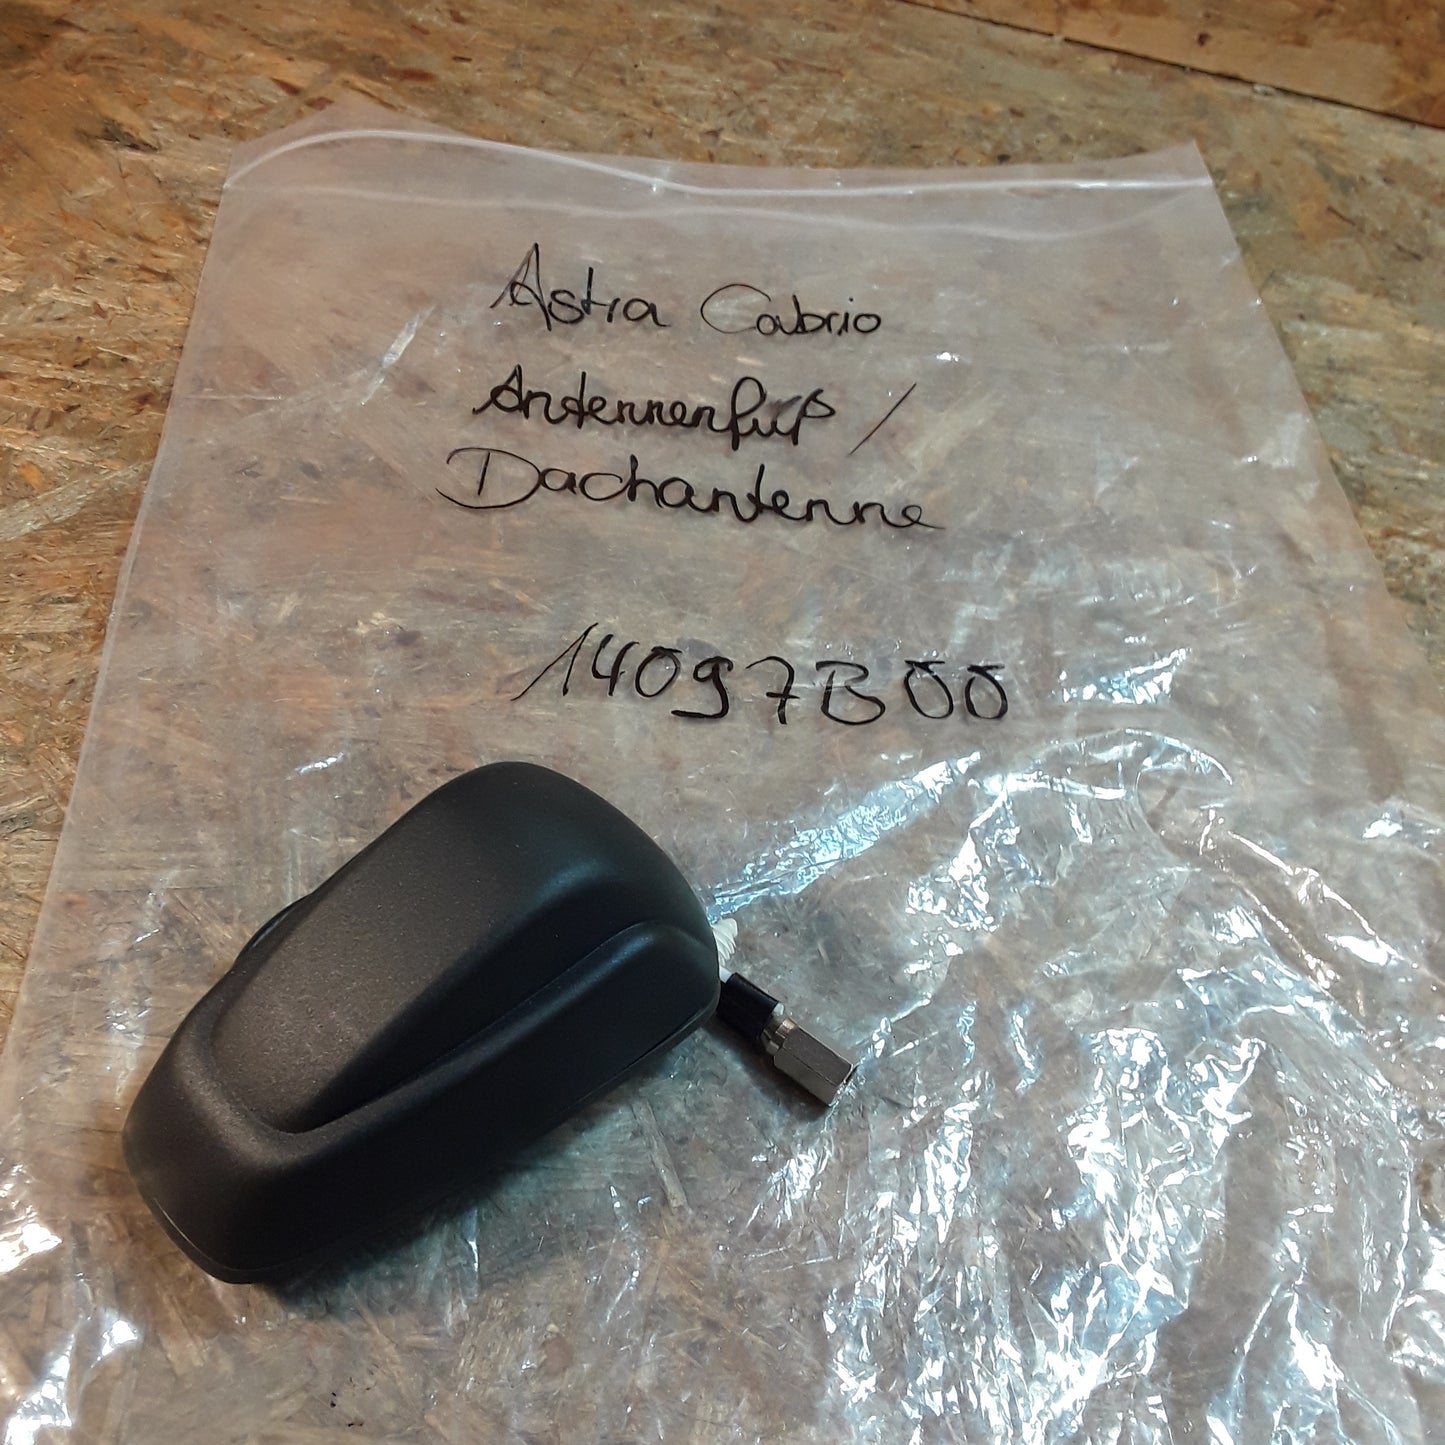 Astra Cabrio
Antennenfuß /
Dachantenne
14097B00